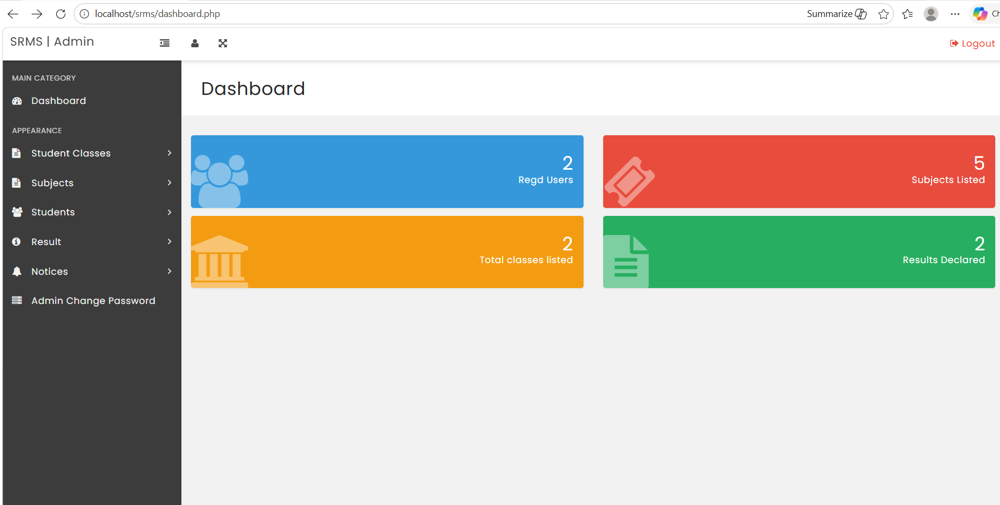 localhost/srms/dashboard.php
Summarize
SRMS | Admin
Logout
MAIN CATEGORY
Dashboard
APPEARANCE
Student Classes
Subjects
Students
Result
Notices
Admin Change Password
Dashboard
2
Regd Users
5
Subjects Listed
2
Total classes listed
2
Results Declared